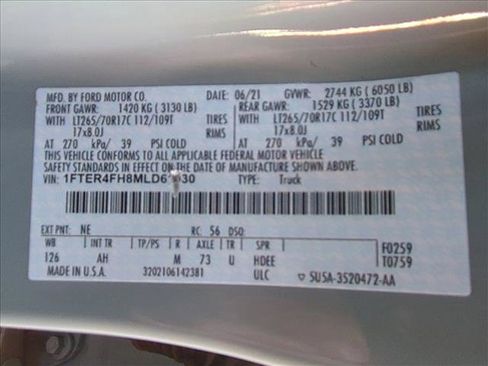 MFD. BY FORD MOTOR CO. DATE: 06/21 GVWR: 2744 KG ( 6050 LB)
FRONT GAWR: 1420 KG ( 3130 LB) REAR GAWR: 1529 KG ( 3370 LB)
WITH LT265/70R17C 112/109T TIRES WITH LT265/70R17C 112/109T TIRES
17x8.0J RIMS 17x8.0J RIMS
AT 270 kPa/ 39 PSI COLD AT 270 kPa/ 39 PSI COLD
THIS VEHICLE CONFORMS TO ALL APPLICABLE FEDERAL MOTOR VEHICLE
SAFETY STANDARDS IN EFFECT ON THE DATE OF MANUFACTURE SHOWN ABOVE.
VIN: TYPE: Truck
EXT PNT: NE RC: 56 DSO:
WB INT TR TP/PS R AXLE TR SPR F0259
126 AH M 73 U HDEE T0759
MADE IN U.S.A. 3202106142381 ULC 5U5A-3520472-AA